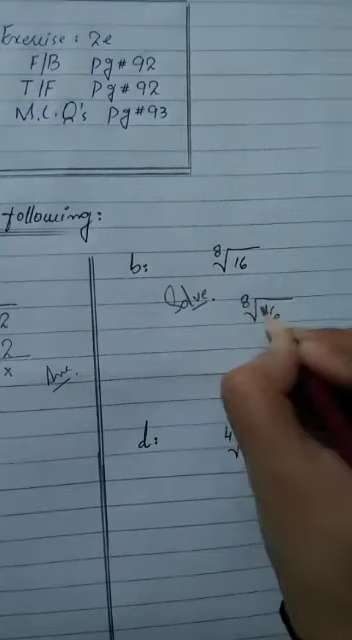 Exercise: 2e
F/B Pg# 92
T/F Pg# 92
M.C.Q's Pg# 93
following:
b: ⁸√16
Solve. ⁸√16
2
2
x Ans.
d: ⁴√